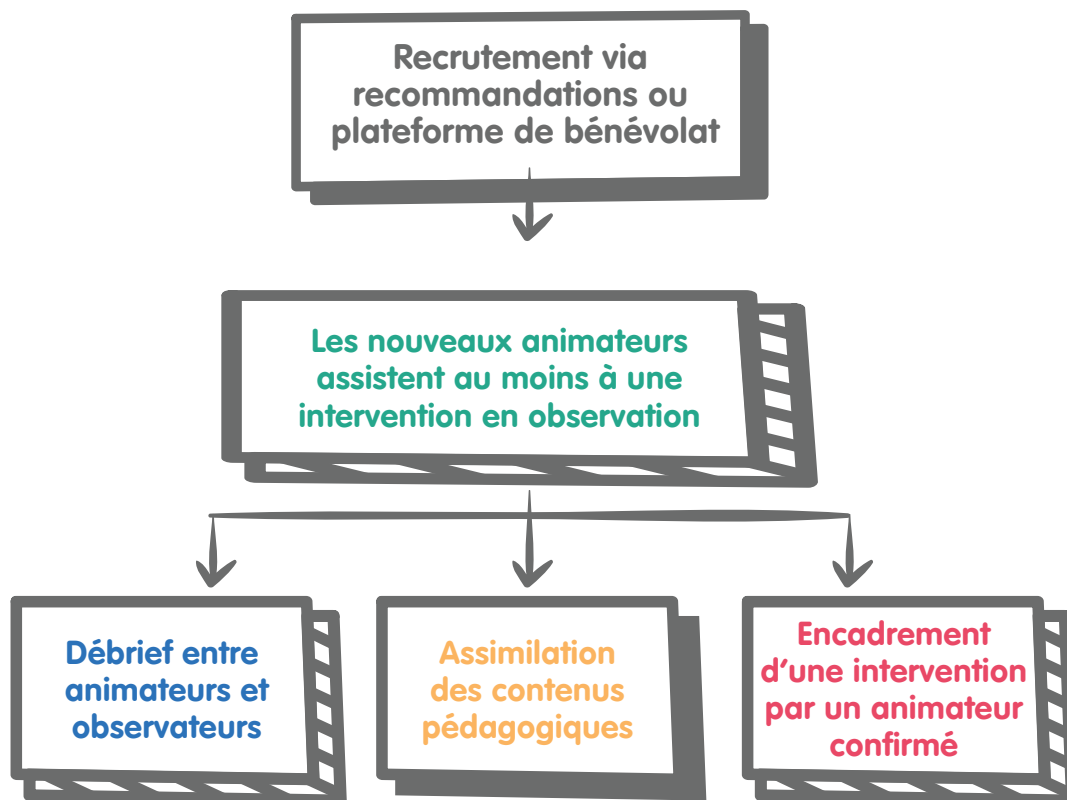 Recrutement via
recommandations ou
plateforme de bénévolat
Les nouveaux animateurs
assistent au moins à une
intervention en observation
Débrief entre
animateurs et
observateurs
Assimilation
des contenus
pédagogiques
Encadrement
d’une intervention
par un animateur
confirmé